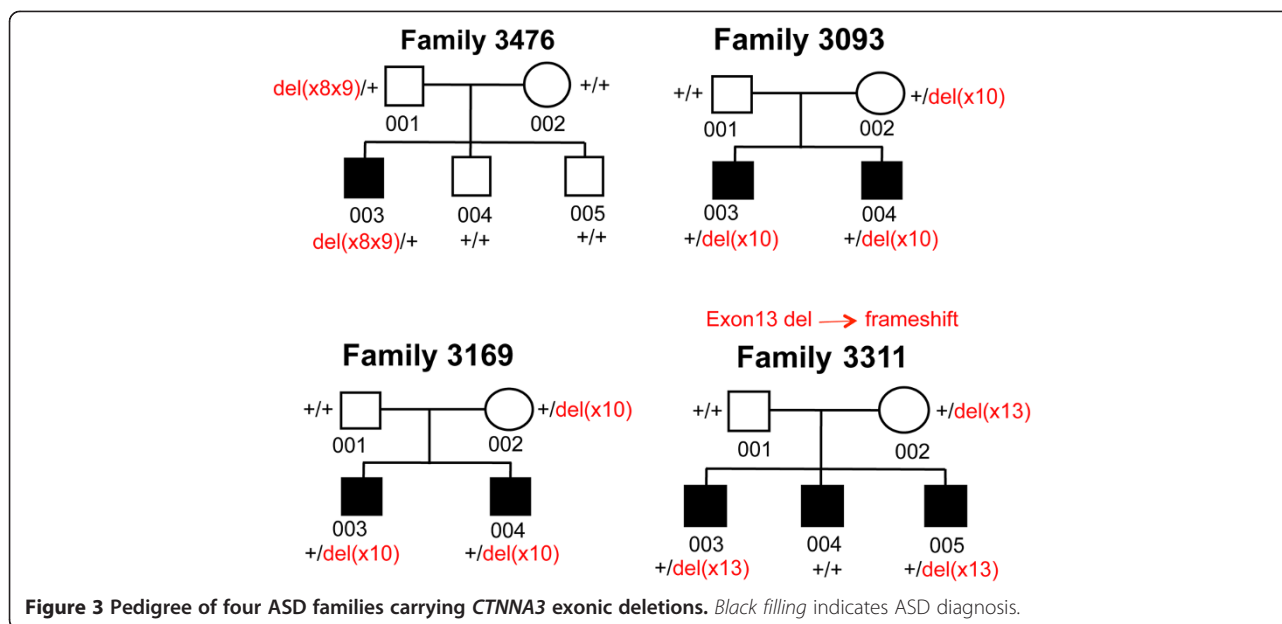 Family 3476
del(x8x9)/+
+/+
001
002
003
004
005
del(x8x9)/+
+/+
+/+
Family 3093
+/+
+/del(x10)
001
002
003
004
+/del(x10)
+/del(x10)
Family 3169
+/+
+/del(x10)
001
002
003
004
+/del(x10)
+/del(x10)
Exon13 del → frameshift
Family 3311
+/+
+/del(x13)
001
002
003
004
005
+/del(x13)
+/+
+/del(x13)
Figure 3 Pedigree of four ASD families carrying CTNNA3 exonic deletions. Black filling indicates ASD diagnosis.